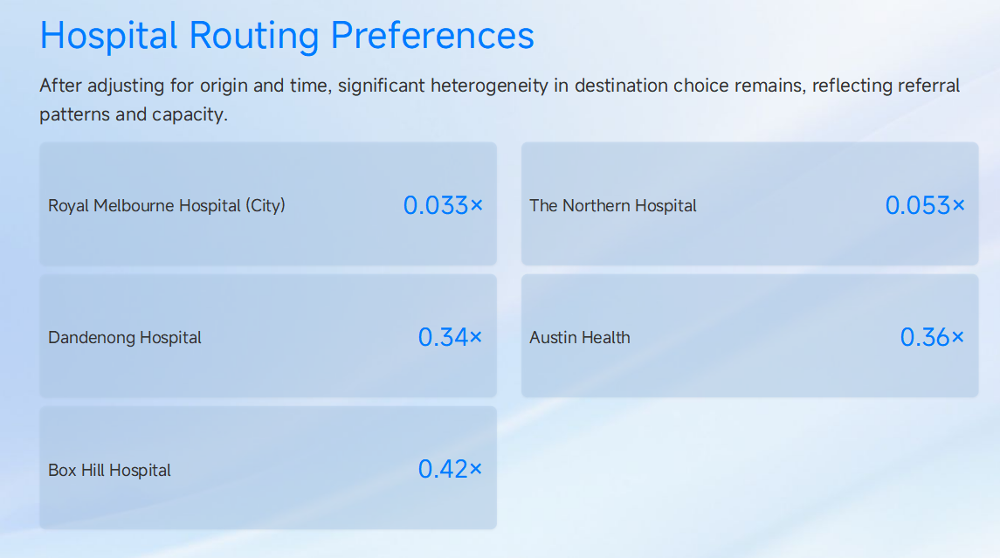 Hospital Routing Preferences
After adjusting for origin and time, significant heterogeneity in destination choice remains, reflecting referral
patterns and capacity.
Royal Melbourne Hospital (City) 0.033×
The Northern Hospital 0.053×
Dandenong Hospital 0.34×
Austin Health 0.36×
Box Hill Hospital 0.42×